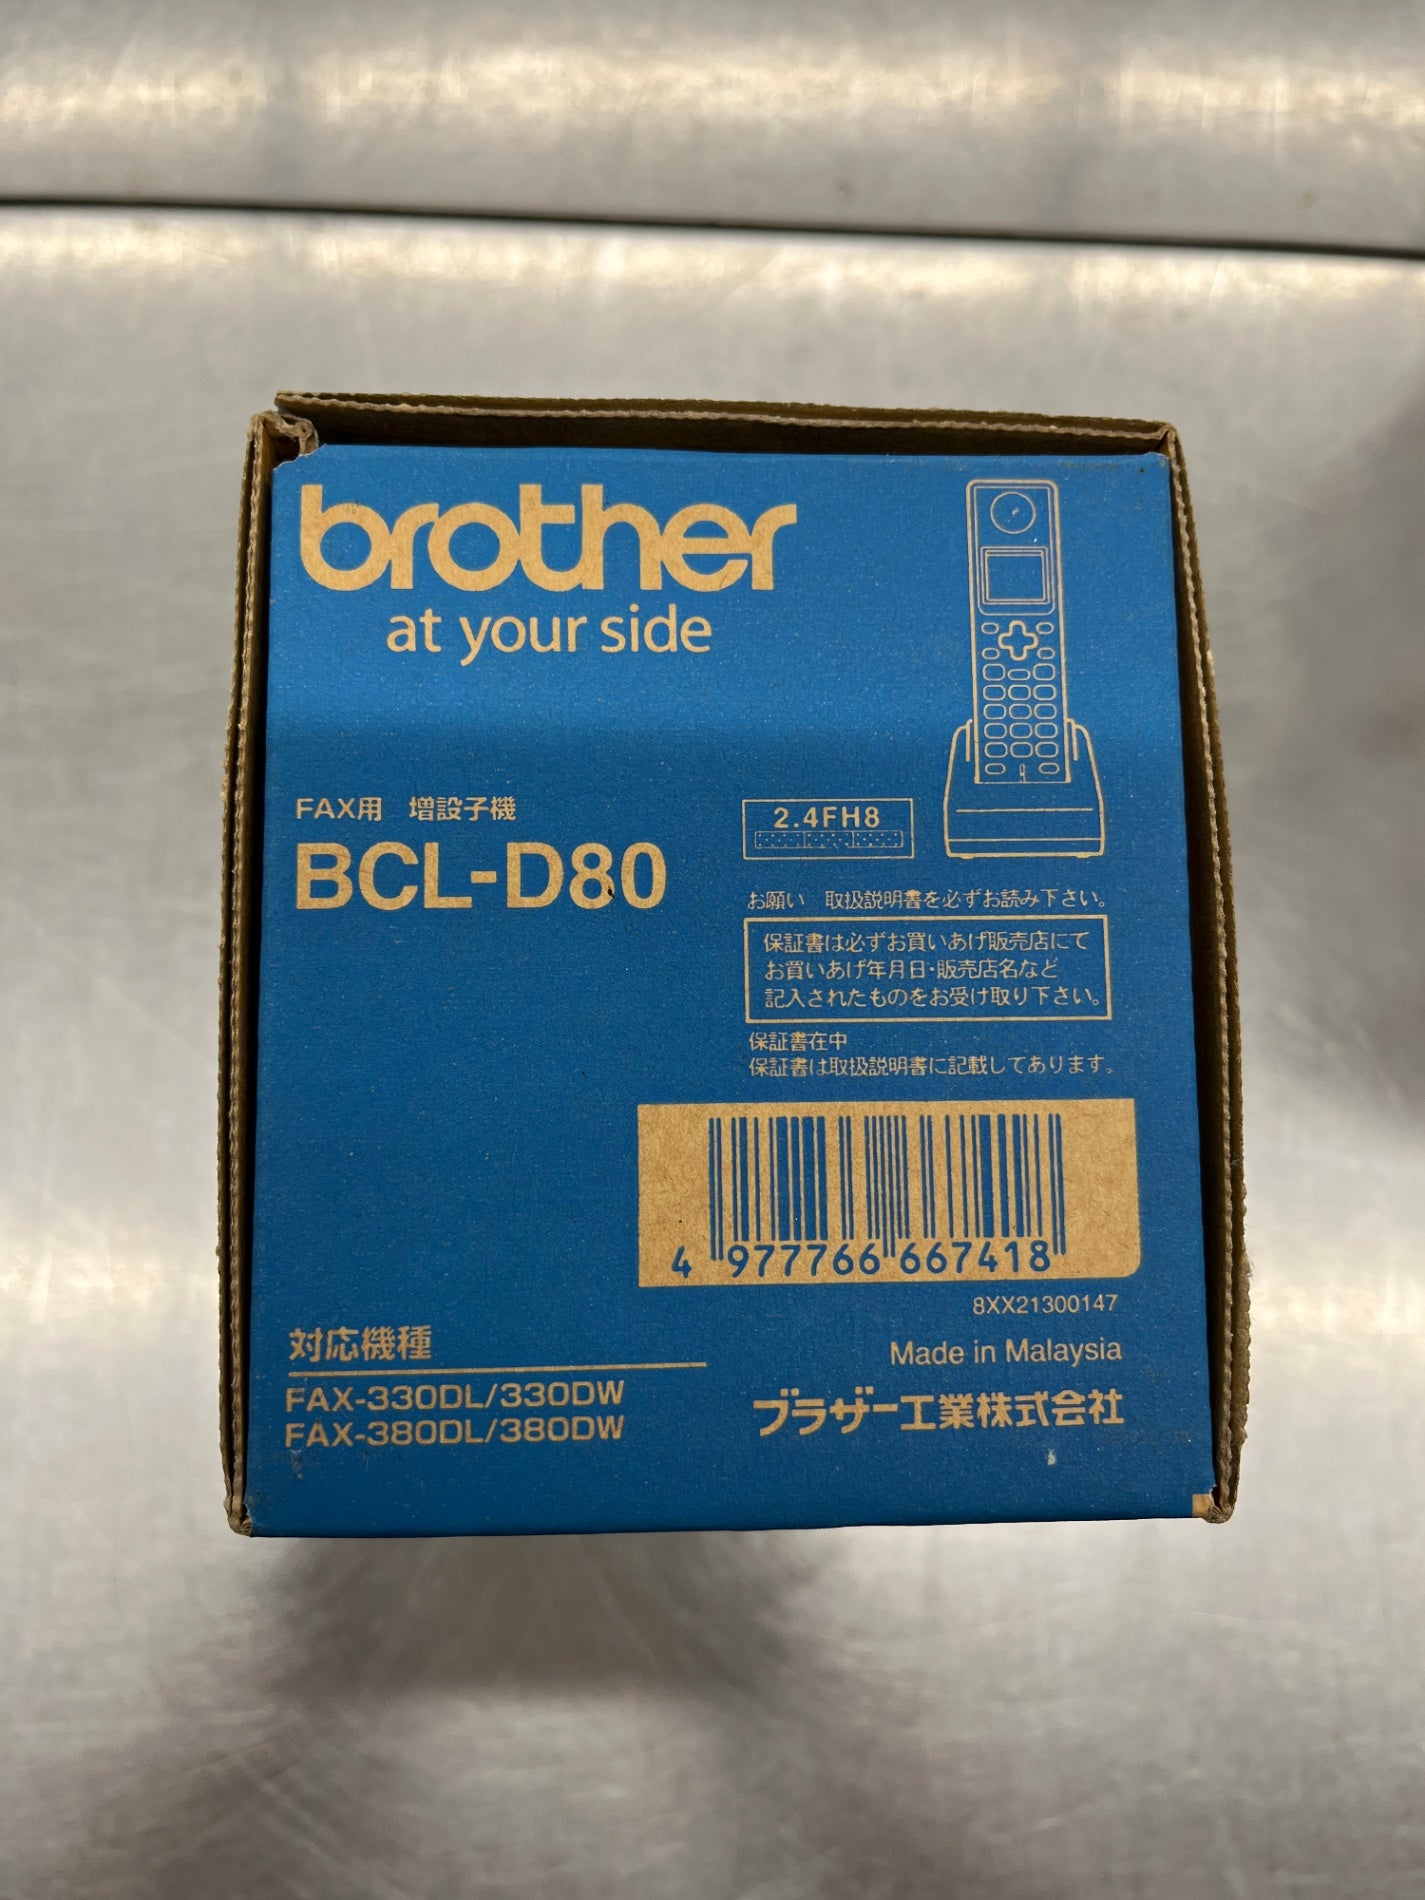 brother
at your side
FAX用 増設子機
BCL-D80
2.4FH8
お願い 取扱説明書を必ずお読み下さい。
保証書は必ずお買いあげ販売店にて
お買いあげ年月日・販売店名など
記入されたものをお受け取り下さい。
保証書在中
保証書は取扱説明書に記載してあります。
4 977766 667418
8XX21300147
Made in Malaysia
ブラザー工業株式会社
対応機種
FAX-330DL/330DW
FAX-380DL/380DW